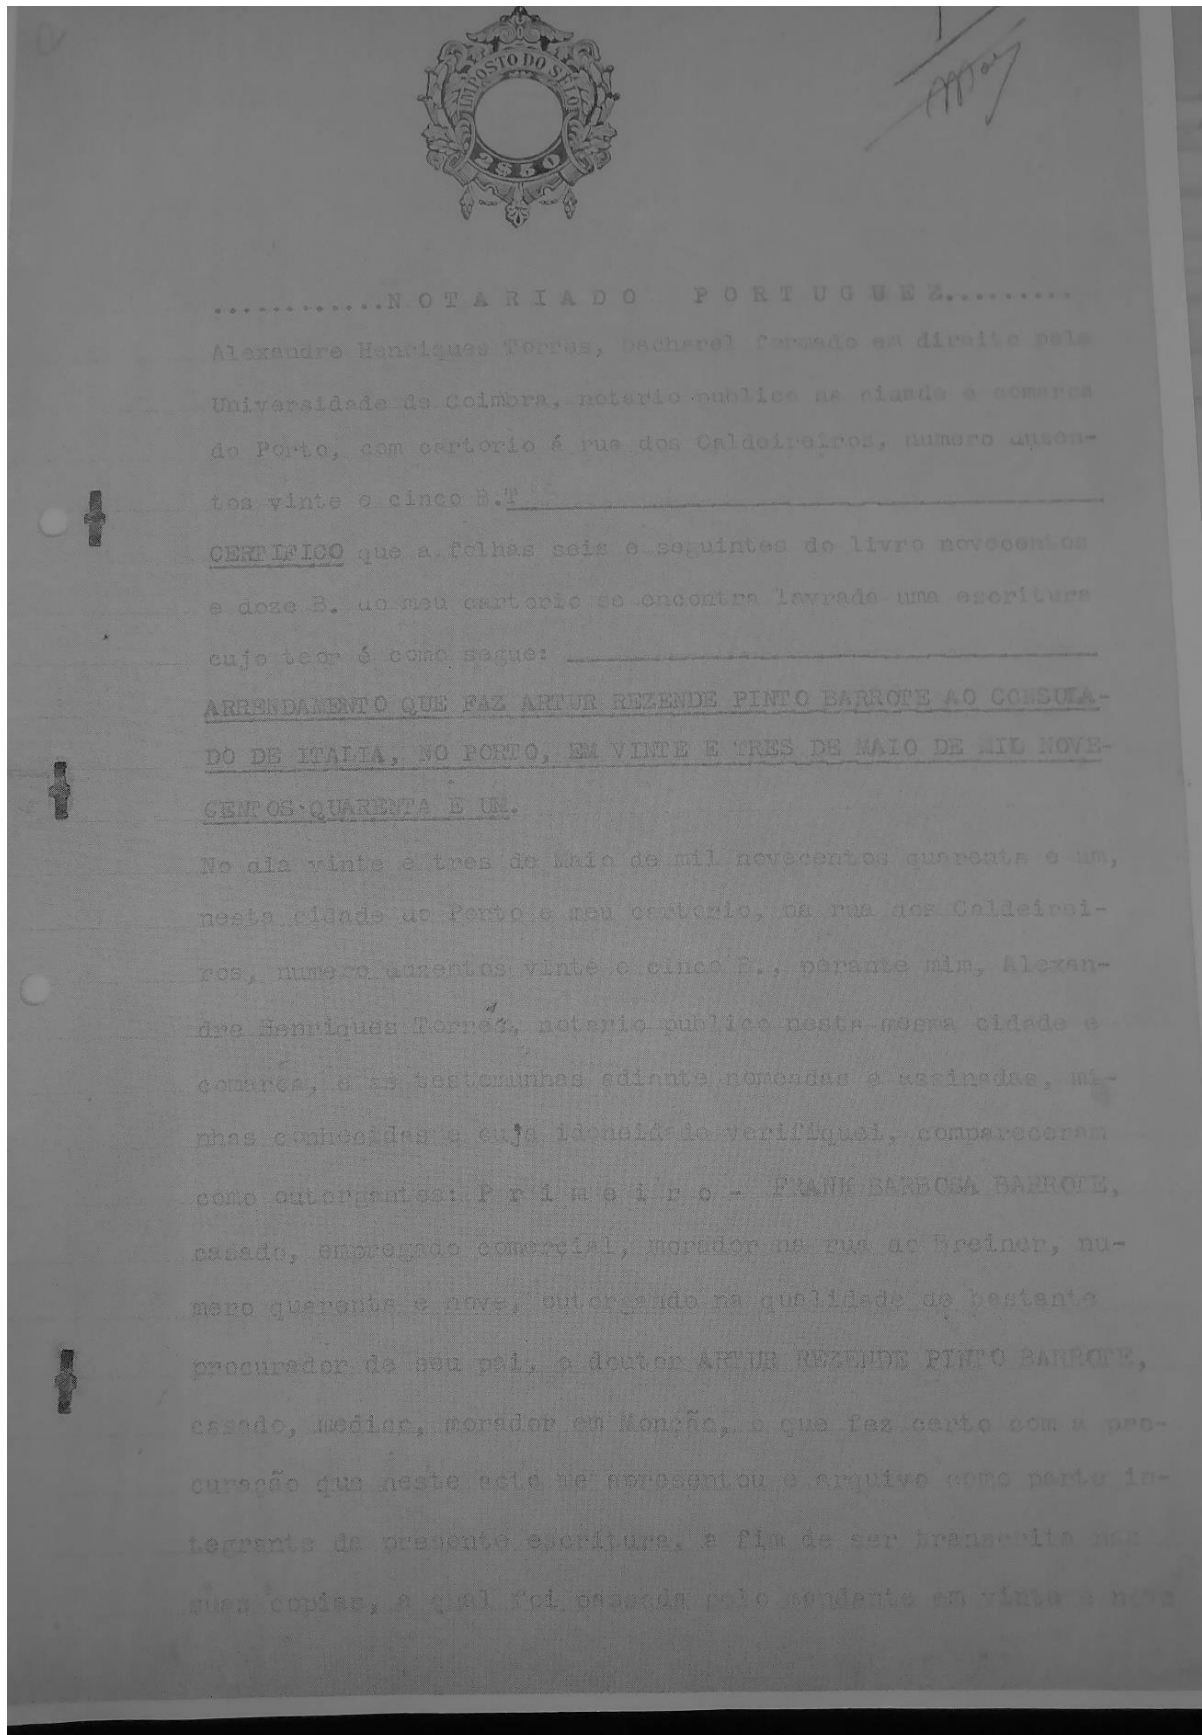 IMPOSTO DO SELO
2$50
............NOTARIADO PORTUGUEZ.........
Alexandre Henriques Torres, bacharel formado em direito pela
Universidade de Coimbra, notario publico na cidade e comarca
do Porto, com cartorio á rua dos Caldeireiros, numero duzen-
tos vinte e cinco B.T
CERTIFICO que a folhas seis e seguintes do livro novecentos
e doze B. do meu cartorio se encontra lavrada uma escritura
cujo teor é como segue:
ARRENDAMENTO QUE FAZ ARTUR REZENDE PINTO BARROTE AO CONSULA-
DO DE ITALIA, NO PORTO, EM VINTE E TRES DE MAIO DE MIL NOVE-
CENTOS QUARENTA E UM.
No dia vinte e tres de Maio de mil novecentos quarenta e um,
nesta cidade do Porto e meu cartorio, na rua dos Caldeirei-
ros, numero duzentos vinte e cinco B., perante mim, Alexan-
dre Henriques Torres, notario publico nesta mesma cidade e
comarca, e as testemunhas adiante nomeadas e assinadas, mi-
nhas conhecidas e cuja idoneidade verifiquei, compareceram
como outorgantes: P r i m e i r o - FRANK BARBOSA BARROTE,
casado, empregado comercial, morador na rua do Breiner, nu-
mero quarenta e nove, outorgando na qualidade de bastante
procurador de seu pai, o doutor ARTUR REZENDE PINTO BARROTE,
casado, medico, morador em Monção, o que faz certo com a pro-
curação que neste acto me apresentou e arquivo como parte in-
tegrante da presente escritura, a fim de ser transcrita nas
suas copias, a qual foi passada pelo mandante em vinte e nove